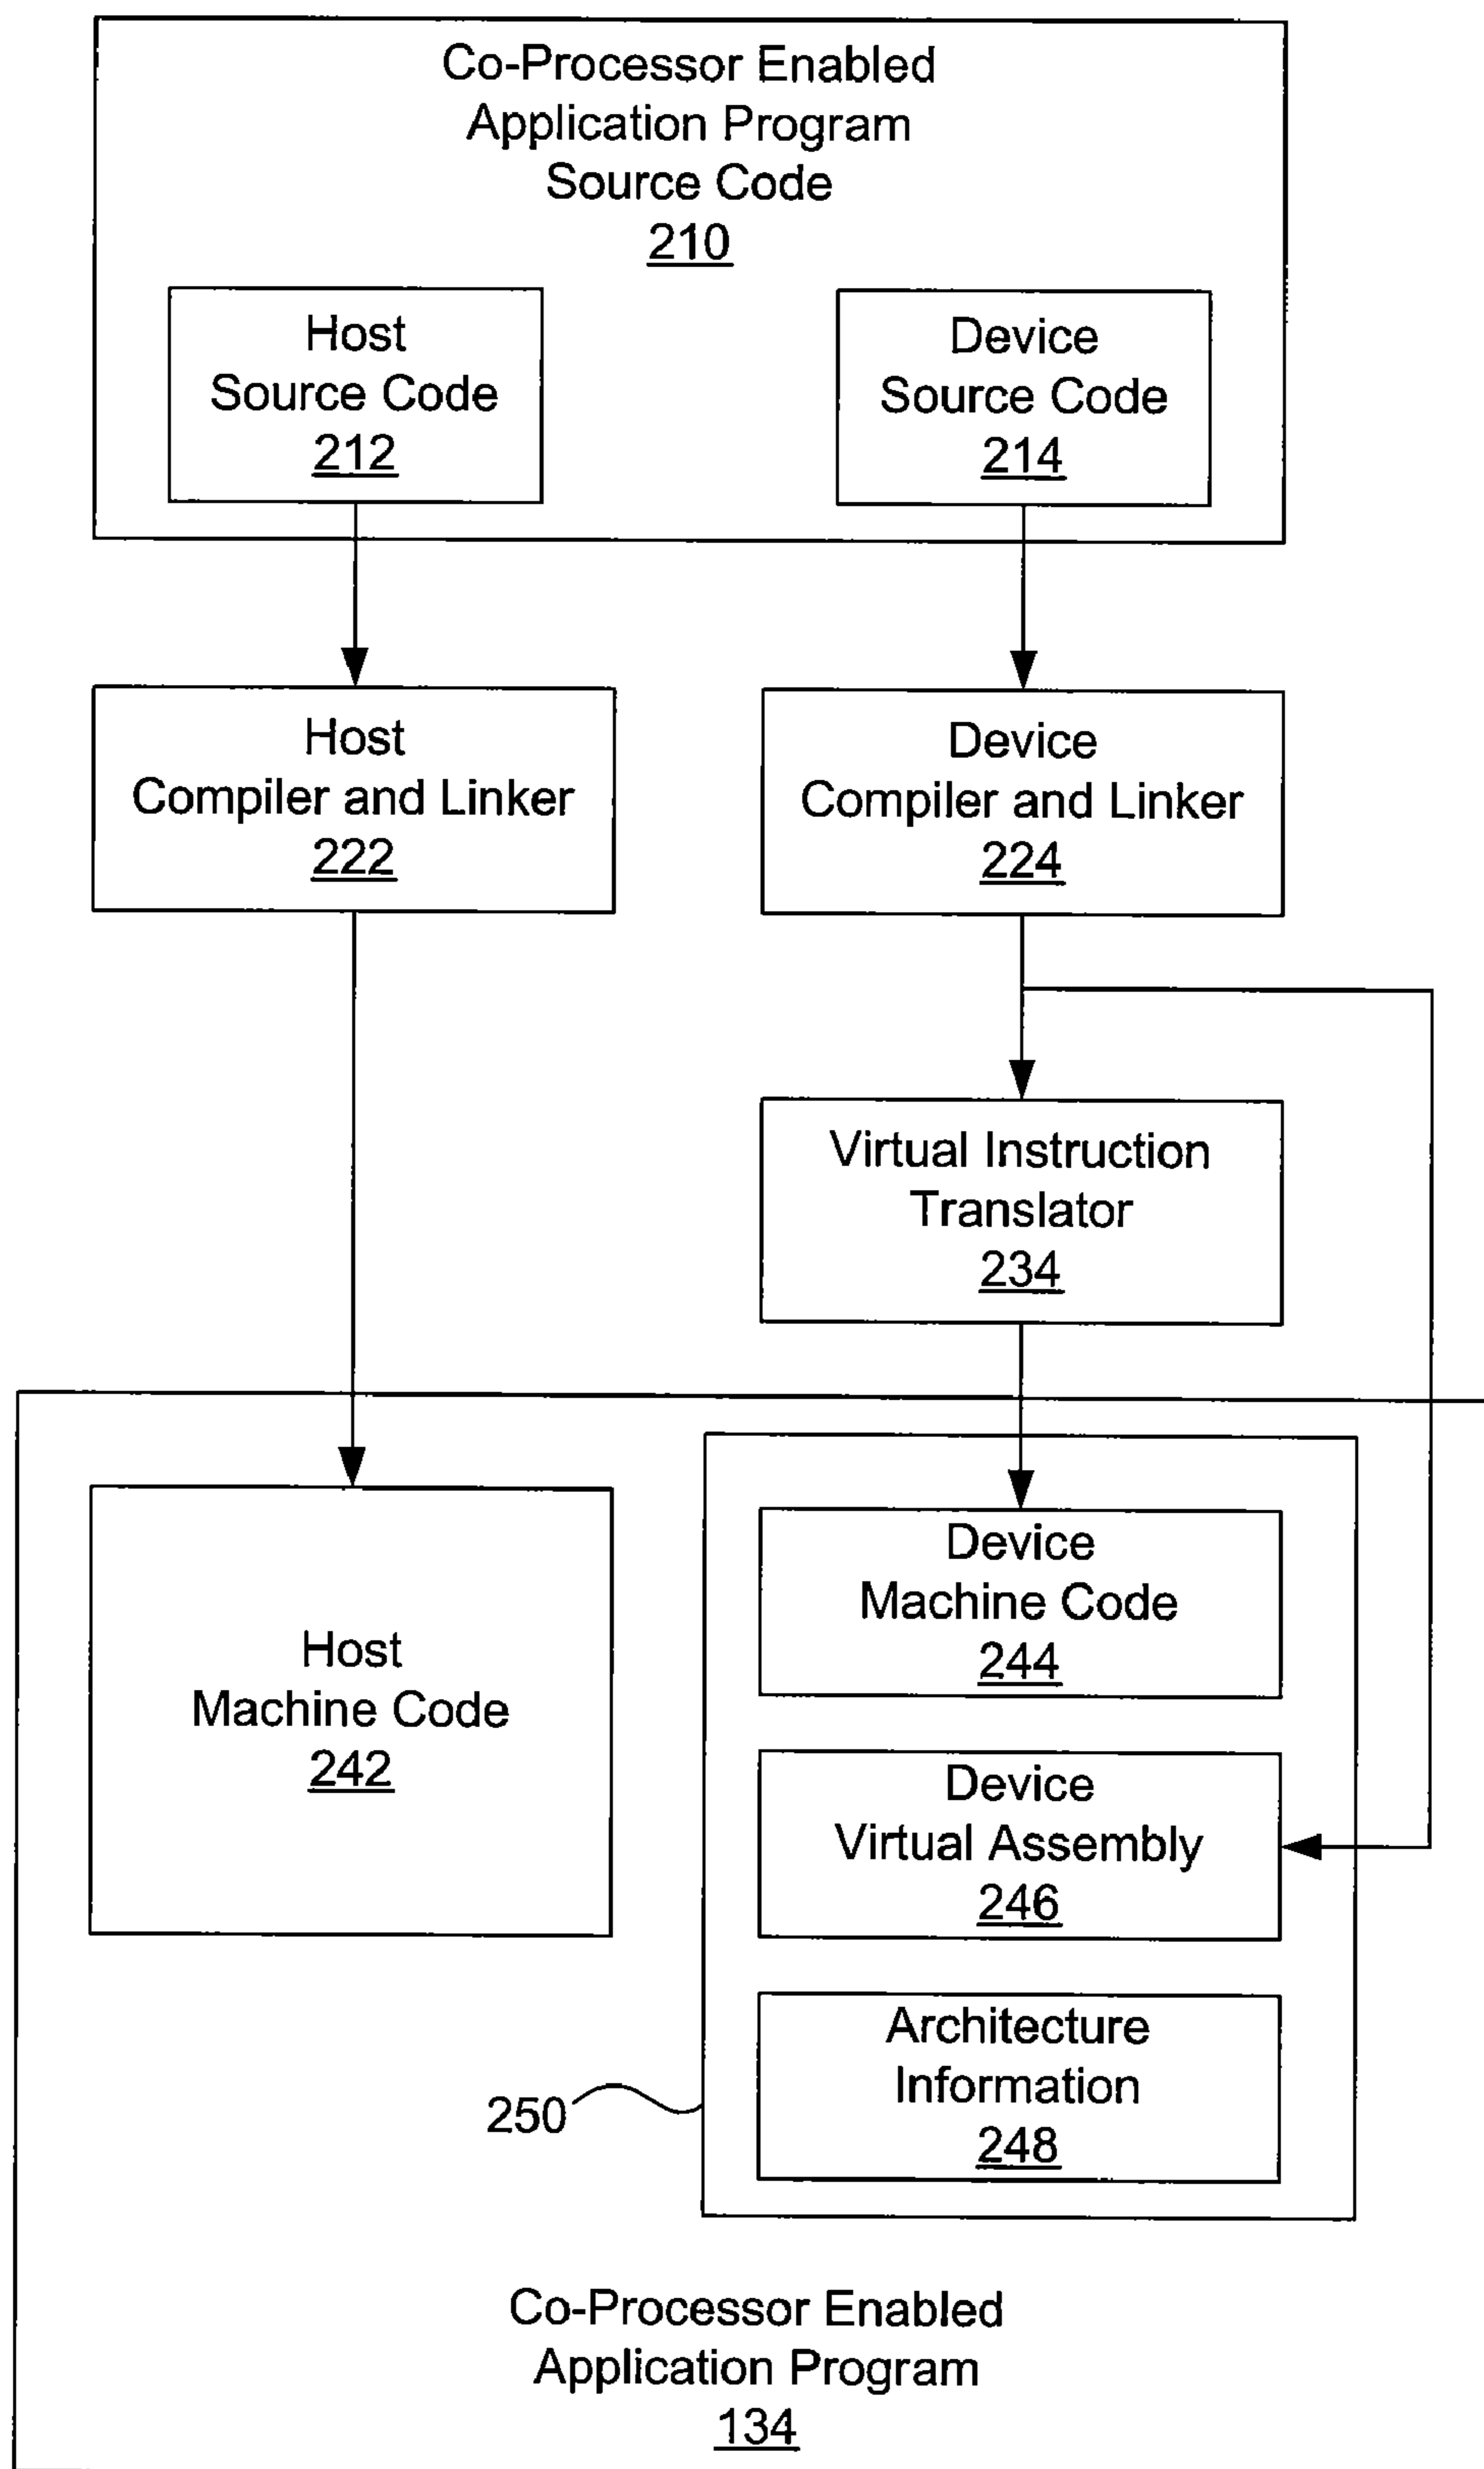 Co-Processor Enabled
Application Program
Source Code
210
Host
Source Code
212
Device
Source Code
214
Host
Compiler and Linker
222
Device
Compiler and Linker
224
Virtual Instruction
Translator
234
Host
Machine Code
242
Device
Machine Code
244
Device
Virtual Assembly
246
Architecture
Information
248
250
Co-Processor Enabled
Application Program
134